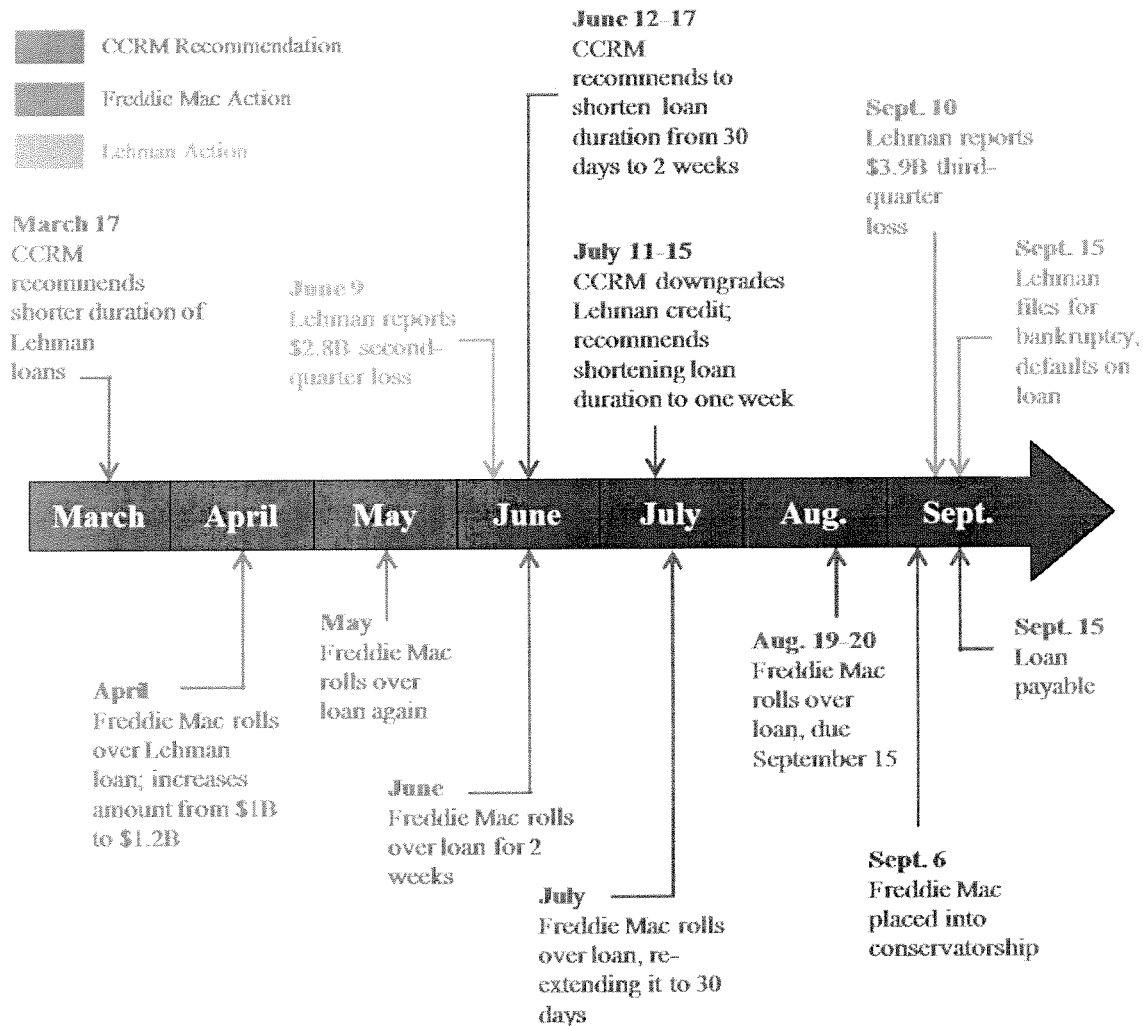 CCRM Recommendation
Freddie Mac Action
Lehman Action
March 17
CCRM
recommends
shorter duration of
Lehman
loans
June 9
Lehman reports
$2.8B second-
quarter loss
June 12-17
CCRM
recommends to
shorten loan
duration from 30
days to 2 weeks
July 11-15
CCRM downgrades
Lehman credit;
recommends
shortening loan
duration to one week
Sept. 10
Lehman reports
$3.9B third-
quarter
loss
Sept. 15
Lehman
files for
bankruptcy,
defaults on
loan
March April May June July Aug. Sept.
April
Freddie Mac rolls
over Lehman
loan; increases
amount from $1B
to $1.2B
May
Freddie Mac
rolls over
loan again
June
Freddie Mac rolls
over loan for 2
weeks
July
Freddie Mac rolls
over loan, re-
extending it to 30
days
Aug. 19-20
Freddie Mac
rolls over
loan, due
September 15
Sept. 6
Freddie Mac
placed into
conservatorship
Sept. 15
Loan
payable